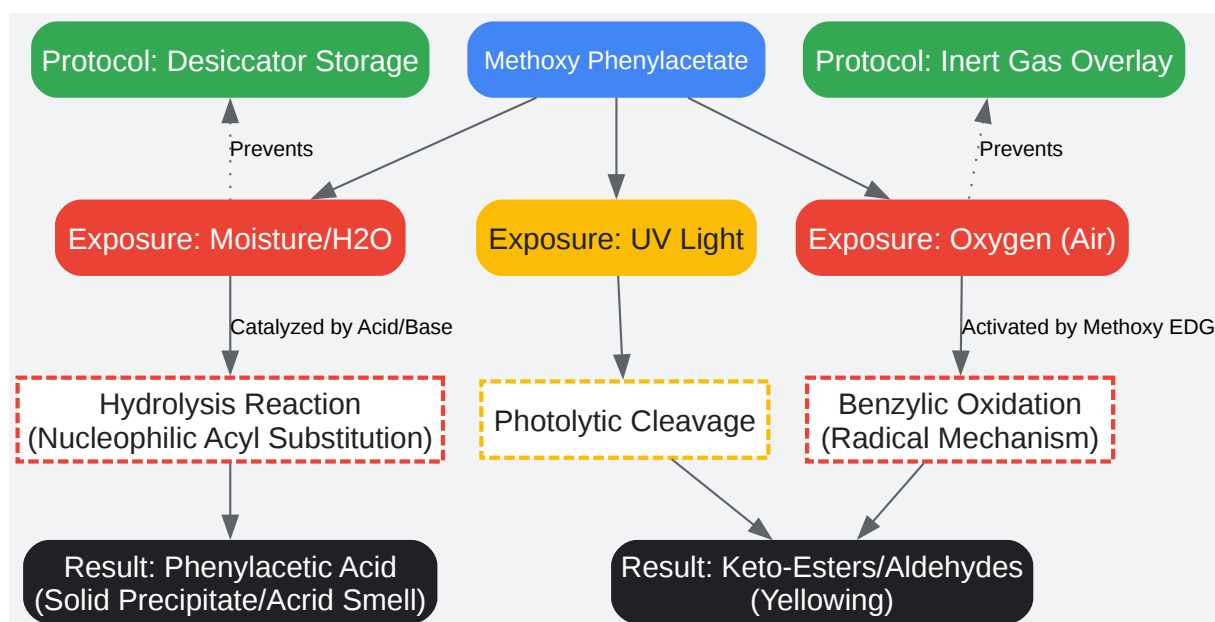 Protocol: Desiccator Storage
Methoxy Phenylacetate
Protocol: Inert Gas Overlay
Prevents
Prevents
Exposure: Moisture/H2O
Exposure: UV Light
Exposure: Oxygen (Air)
Catalyzed by Acid/Base
Activated by Methoxy EDG
Hydrolysis Reaction
(Nucleophilic Acyl Substitution)
Photolytic Cleavage
Benzylic Oxidation
(Radical Mechanism)
Result: Phenylacetic Acid
(Solid Precipitate/Acrid Smell)
Result: Keto-Esters/Aldehydes
(Yellowing)